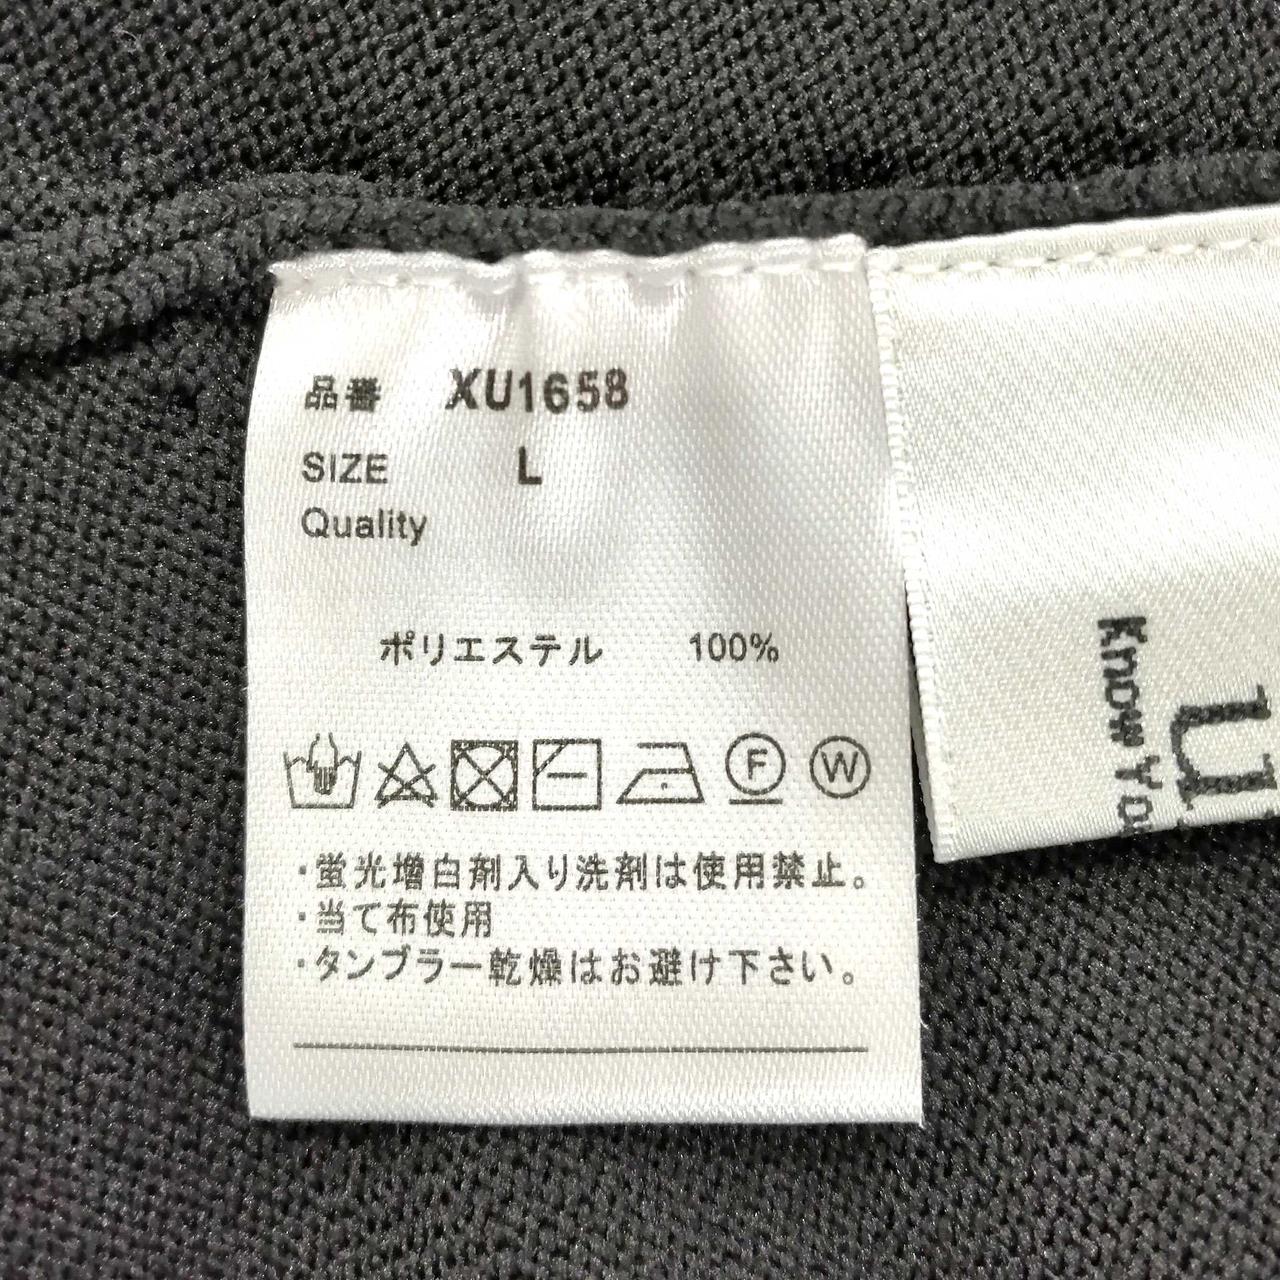 品番 XU1658
SIZE L
Quality
ポリエステル 100%
F W
・蛍光増白剤入り洗剤は使用禁止。
・当て布使用
・タンブラー乾燥はお避け下さい。
Know